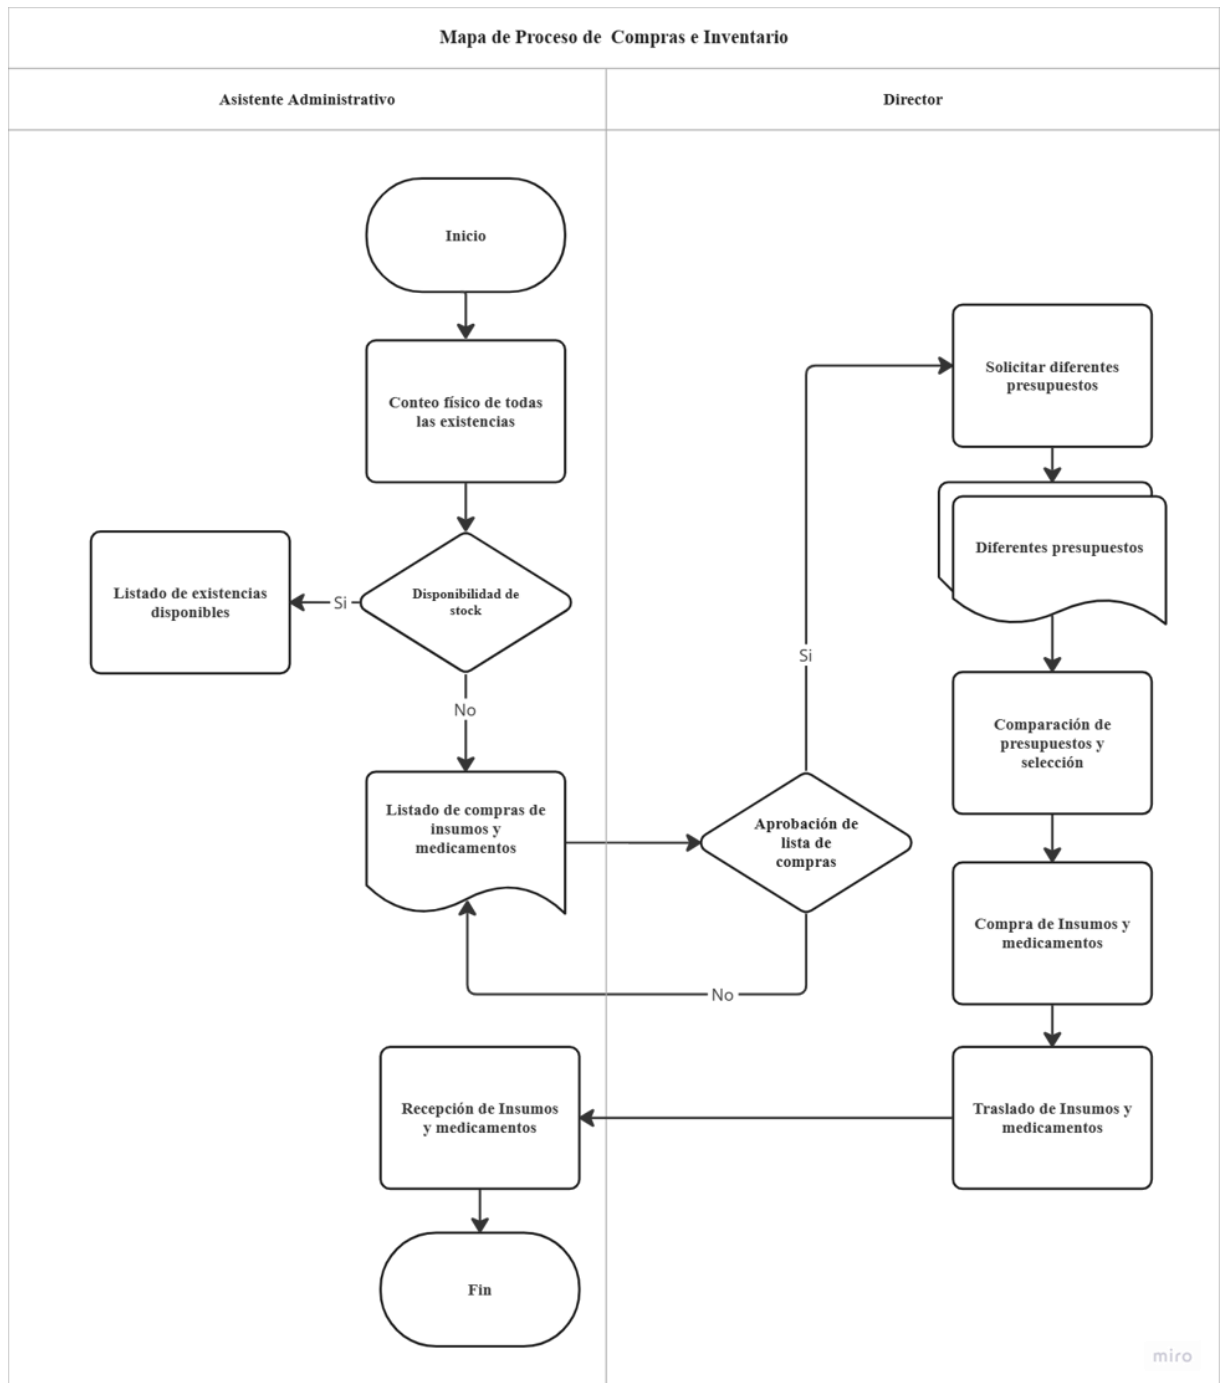 Mapa de Proceso de Compras e Inventario
Asistente Administrativo
Director
Inicio
Conteo físico de todas
las existencias
Disponibilidad de
stock
Si
Listado de existencias
disponibles
No
Listado de compras de
insumos y
medicamentos
Aprobación de
lista de
compras
No
Si
Solicitar diferentes
presupuestos
Diferentes presupuestos
Comparación de
presupuestos y
selección
Compra de Insumos y
medicamentos
Traslado de Insumos y
medicamentos
Recepción de Insumos
y medicamentos
Fin
miro